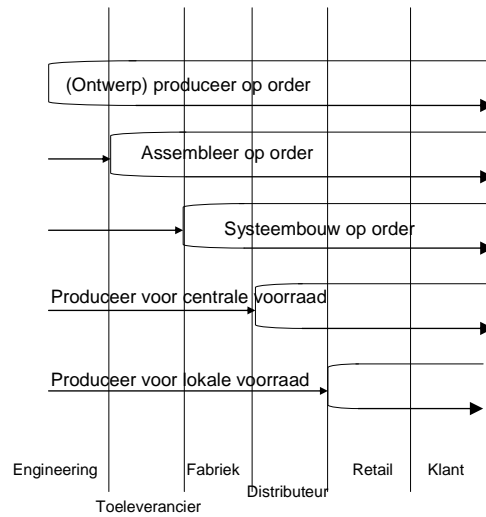 (Ontwerp) produceer op order
Assembleer op order
Systeembouw op order
Produceer voor centrale voorraad
Produceer voor lokale voorraad
Engineering
Toeleverancier
Fabriek
Distributeur
Retail
Klant